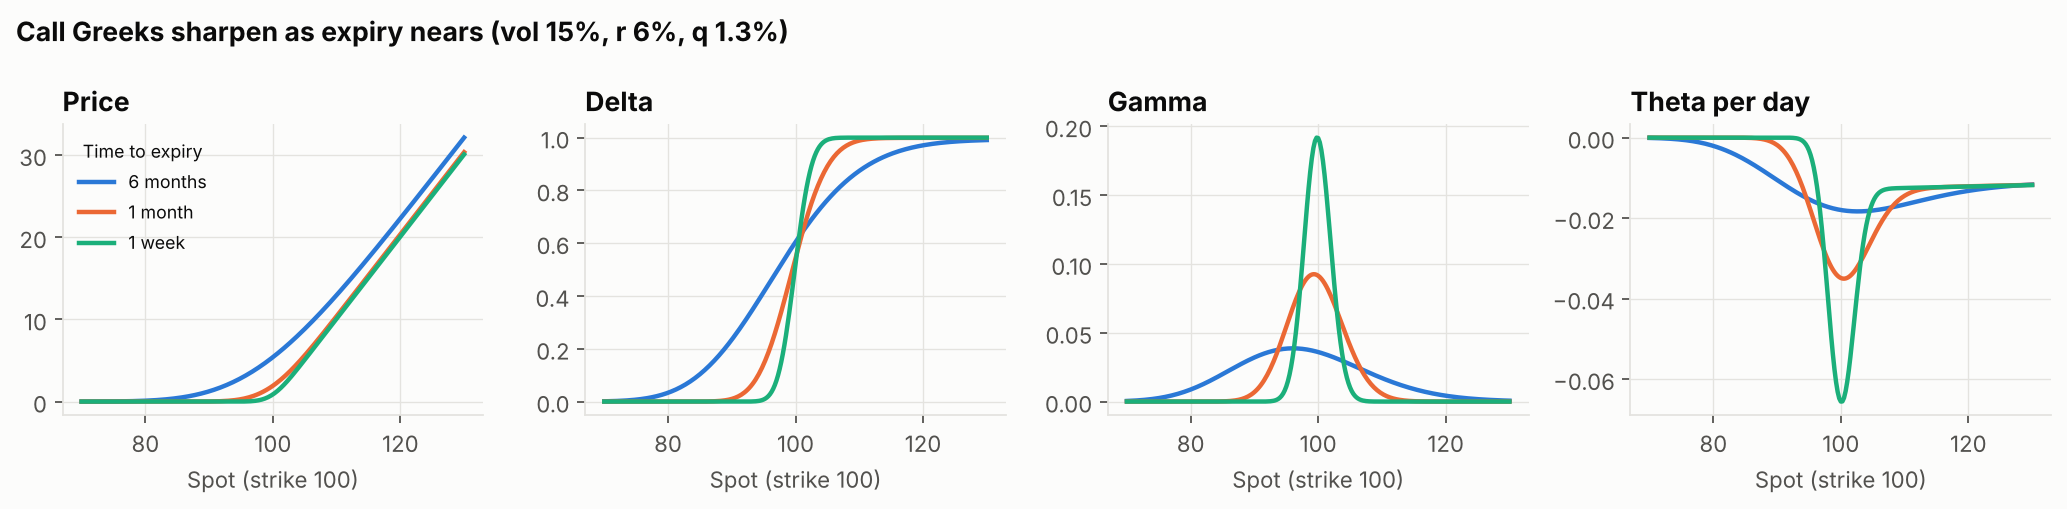 Call Greeks sharpen as expiry nears (vol 15%, r 6%, q 1.3%)
Price
Time to expiry
6 months
1 month
1 week
30
20
10
0
80 100 120
Spot (strike 100)
Delta
1.0
0.8
0.6
0.4
0.2
0.0
80 100 120
Spot (strike 100)
Gamma
0.20
0.15
0.10
0.05
0.00
80 100 120
Spot (strike 100)
Theta per day
0.00
−0.02
−0.04
−0.06
80 100 120
Spot (strike 100)